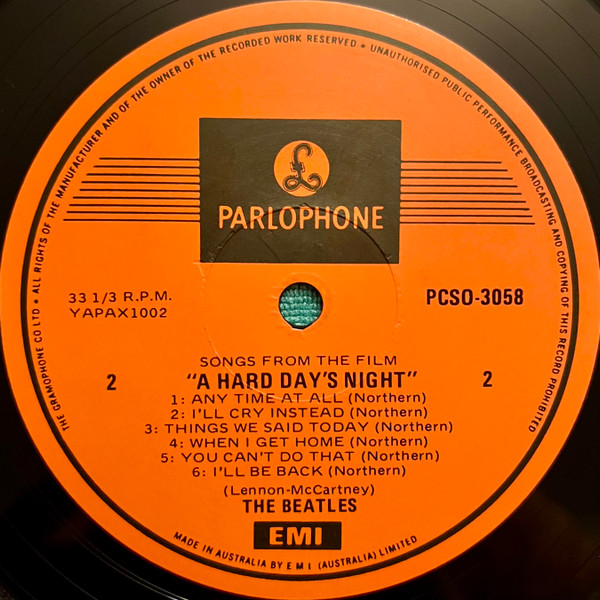 THE GRAMOPHONE CO LTD • ALL RIGHTS OF THE MANUFACTURER AND OF THE OWNER OF THE RECORDED WORK RESERVED • UNAUTHORISED PUBLIC PERFORMANCE BROADCASTING AND COPYING OF THIS RECORD PROHIBITED
£
PARLOPHONE
33 1/3 R.P.M.
YAPAX1002
PCSO-3058
SONGS FROM THE FILM
2 "A HARD DAY'S NIGHT" 2
1: ANY TIME AT ALL (Northern)
2: I'LL CRY INSTEAD (Northern)
3: THINGS WE SAID TODAY (Northern)
4: WHEN I GET HOME (Northern)
5: YOU CAN'T DO THAT (Northern)
6: I'LL BE BACK (Northern)
(Lennon-McCartney)
THE BEATLES
EMI
MADE IN AUSTRALIA BY E M I (AUSTRALIA) LIMITED